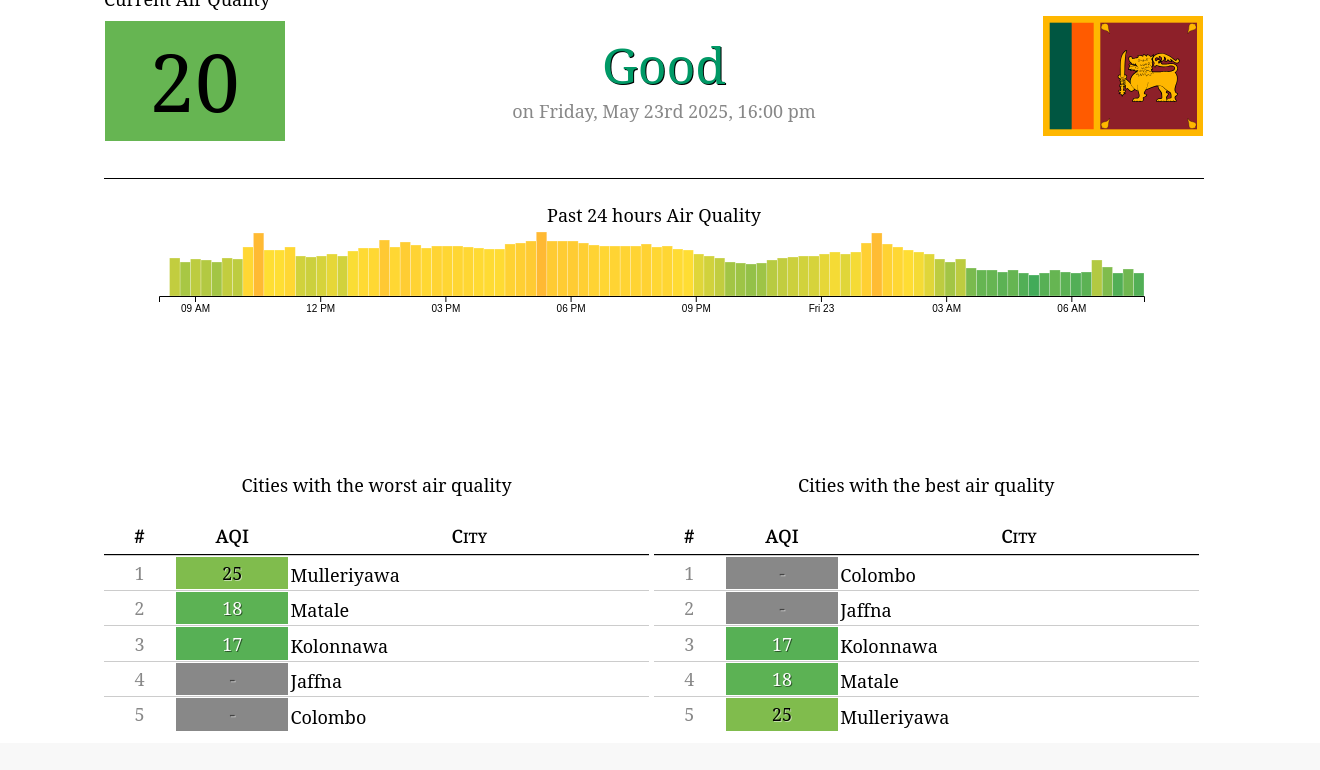 Current Air Quality
20
Good
on Friday, May 23rd 2025, 16:00 pm
Past 24 hours Air Quality
09 AM 12 PM 03 PM 06 PM 09 PM Fri 23 03 AM 06 AM
Cities with the worst air quality
# AQI City
1 25 Mulleriyawa
2 18 Matale
3 17 Kolonnawa
4 - Jaffna
5 - Colombo
Cities with the best air quality
# AQI City
1 - Colombo
2 - Jaffna
3 17 Kolonnawa
4 18 Matale
5 25 Mulleriyawa